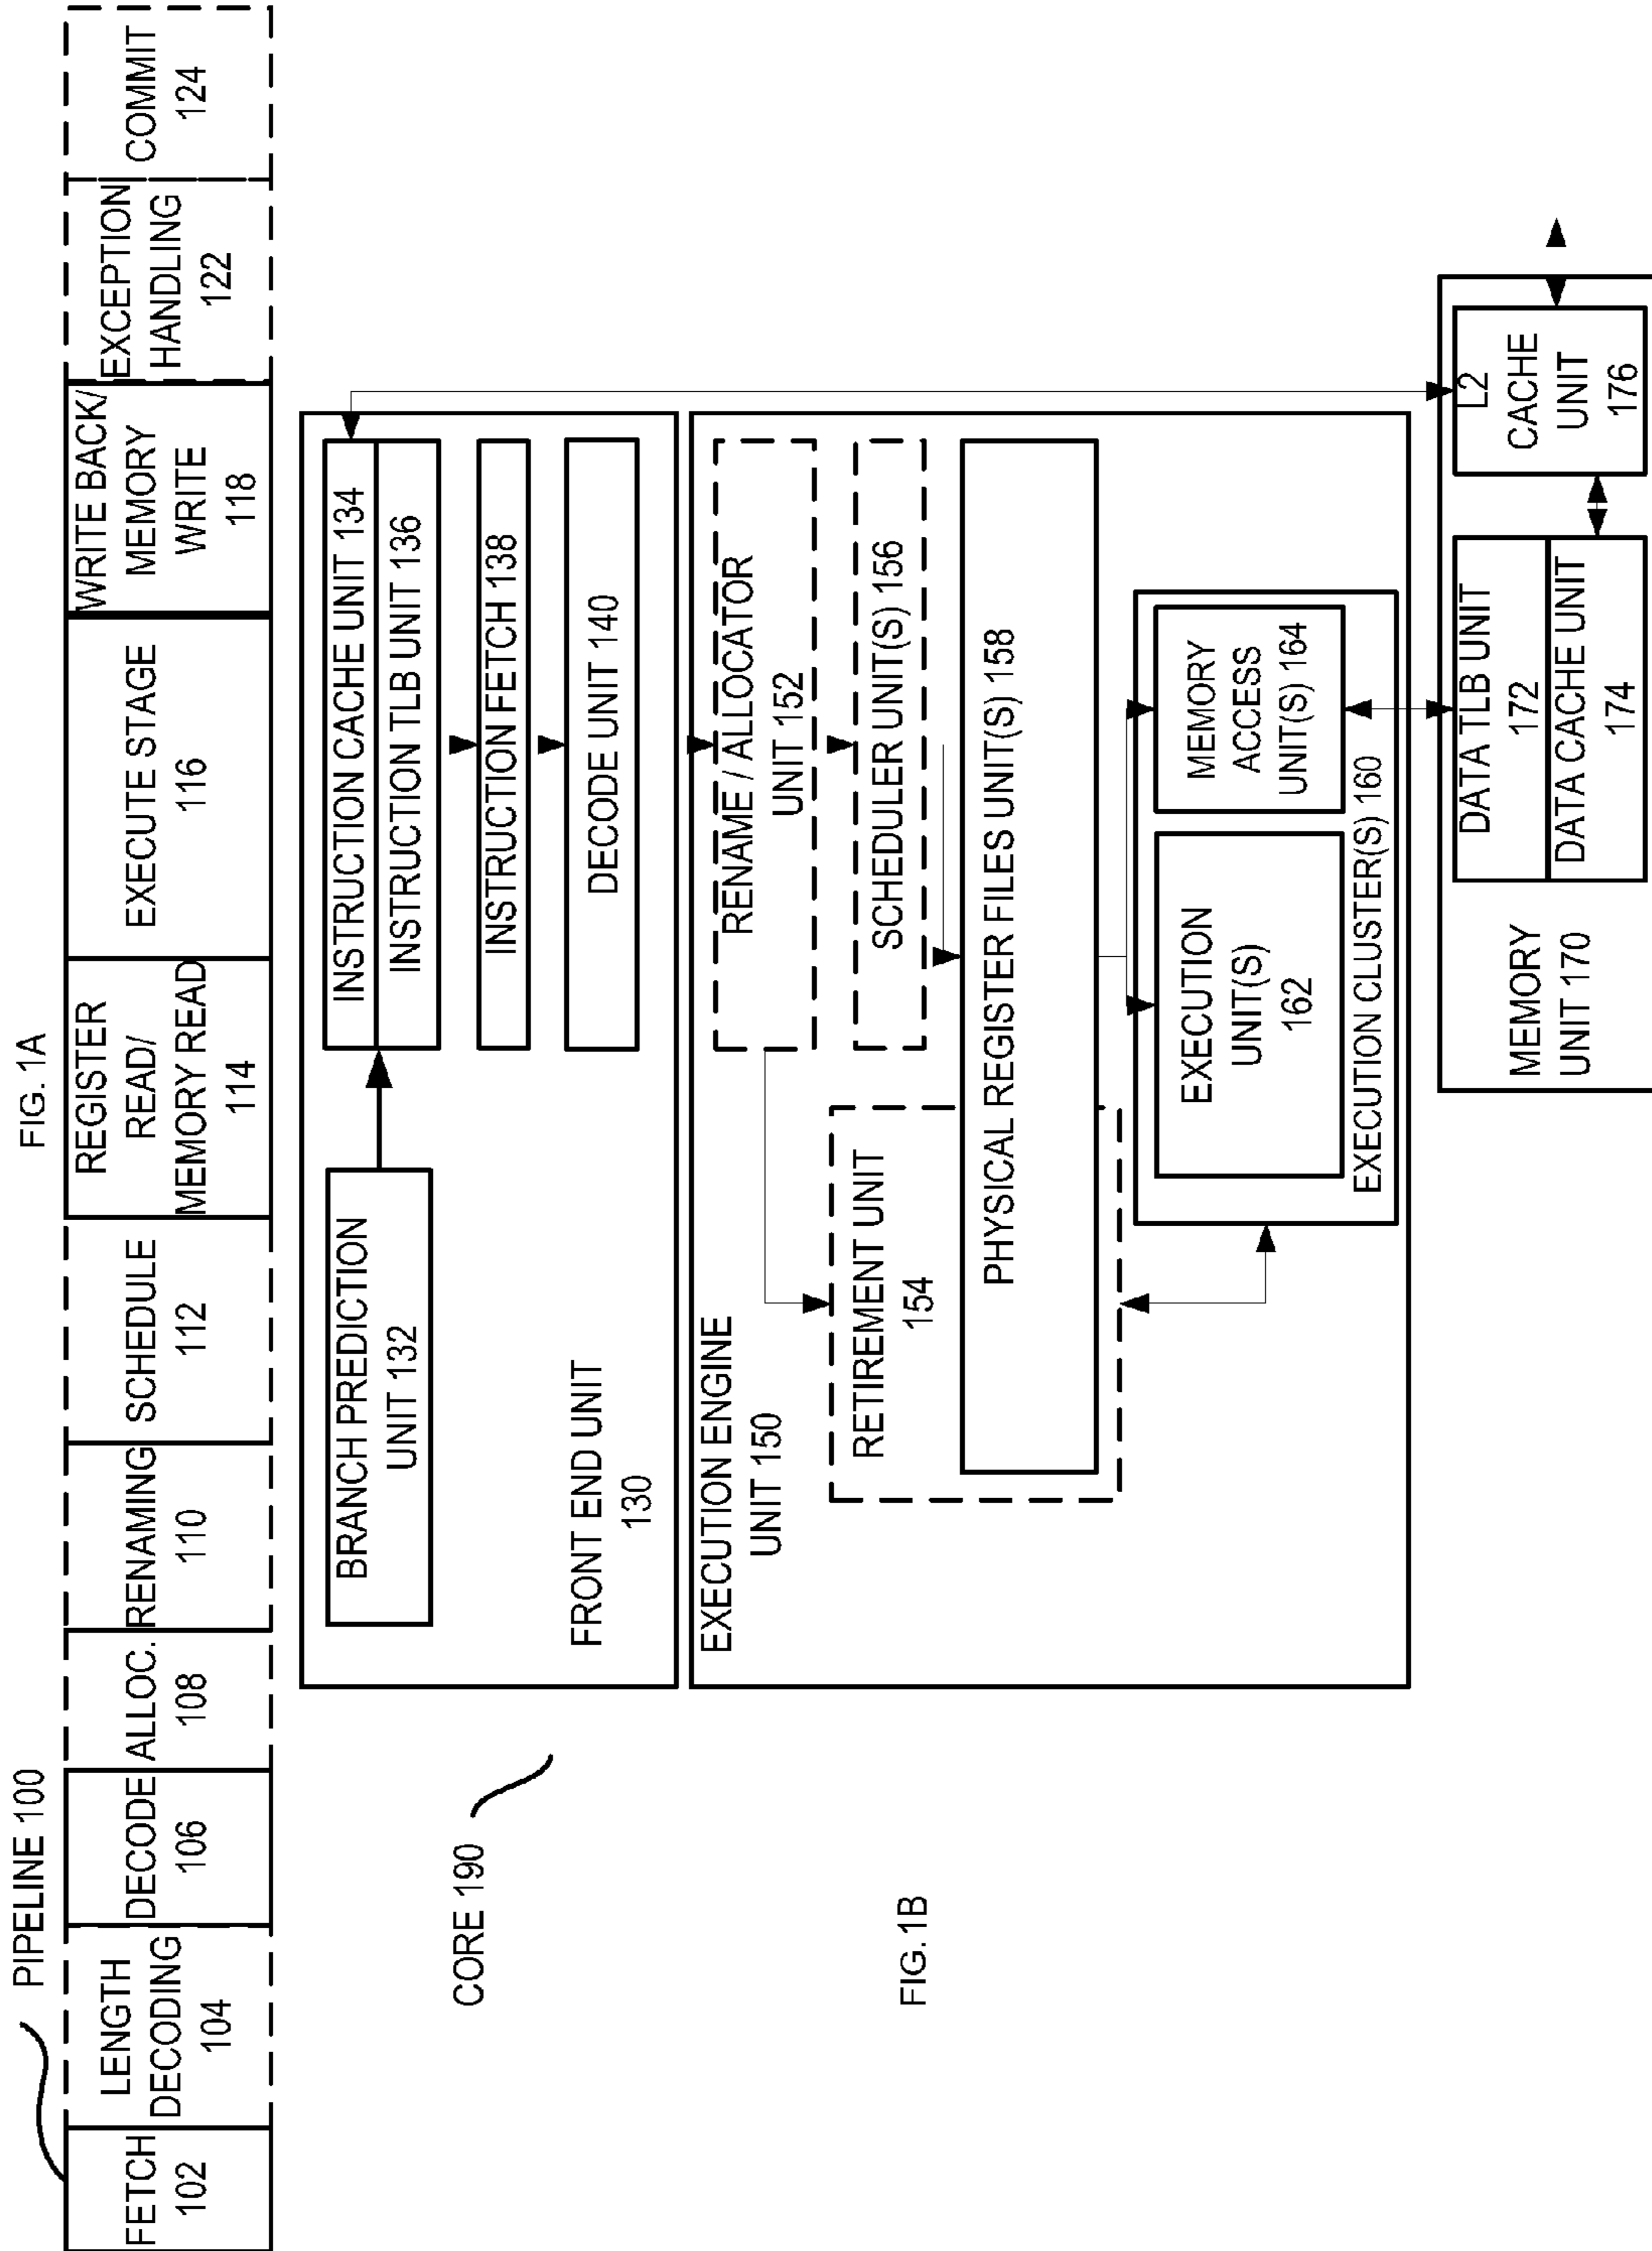 PIPELINE 100
FIG. 1A
FETCH
102
LENGTH
DECODING
104
DECODE
106
ALLOC.
108
RENAMING
110
SCHEDULE
112
REGISTER
READ/
MEMORY READ
114
EXECUTE STAGE
116
WRITE BACK/
MEMORY
WRITE
118
EXCEPTION
HANDLING
122
COMMIT
124
CORE 190
BRANCH PREDICTION
UNIT 132
INSTRUCTION CACHE UNIT 134
INSTRUCTION TLB UNIT 136
INSTRUCTION FETCH 138
DECODE UNIT 140
FRONT END UNIT
130
EXECUTION ENGINE
UNIT 150
RENAME / ALLOCATOR
UNIT 152
RETIREMENT UNIT
154
SCHEDULER UNIT(S) 156
PHYSICAL REGISTER FILES UNIT(S) 158
EXECUTION
UNIT(S)
162
MEMORY
ACCESS
UNIT(S) 164
EXECUTION CLUSTER(S) 160
FIG. 1B
MEMORY
UNIT 170
DATA TLB UNIT
172
DATA CACHE UNIT
174
L2
CACHE
UNIT
176